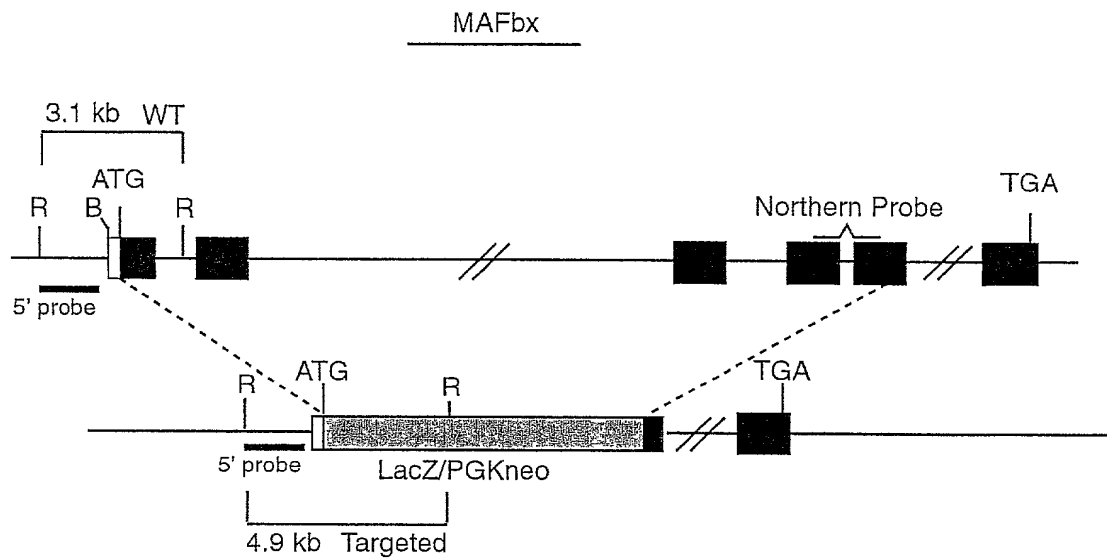 MAFbx
3.1 kb WT
ATG
TGA
R B R
Northern Probe
5' probe
ATG
TGA
R R
5' probe
LacZ/PGKneo
4.9 kb Targeted